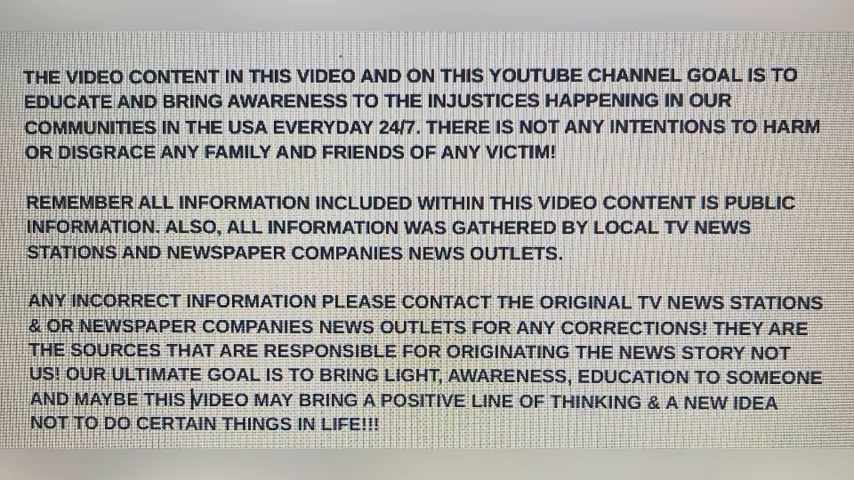 THE VIDEO CONTENT IN THIS VIDEO AND ON THIS YOUTUBE CHANNEL GOAL IS TO
EDUCATE AND BRING AWARENESS TO THE INJUSTICES HAPPENING IN OUR
COMMUNITIES IN THE USA EVERYDAY 24/7. THERE IS NOT ANY INTENTIONS TO HARM
OR DISGRACE ANY FAMILY AND FRIENDS OF ANY VICTIM!
REMEMBER ALL INFORMATION INCLUDED WITHIN THIS VIDEO CONTENT IS PUBLIC
INFORMATION. ALSO, ALL INFORMATION WAS GATHERED BY LOCAL TV NEWS
STATIONS AND NEWSPAPER COMPANIES NEWS OUTLETS.
ANY INCORRECT INFORMATION PLEASE CONTACT THE ORIGINAL TV NEWS STATIONS
& OR NEWSPAPER COMPANIES NEWS OUTLETS FOR ANY CORRECTIONS! THEY ARE
THE SOURCES THAT ARE RESPONSIBLE FOR ORIGINATING THE NEWS STORY NOT
US! OUR ULTIMATE GOAL IS TO BRING LIGHT, AWARENESS, EDUCATION TO SOMEONE
AND MAYBE THIS VIDEO MAY BRING A POSITIVE LINE OF THINKING & A NEW IDEA
NOT TO DO CERTAIN THINGS IN LIFE!!!